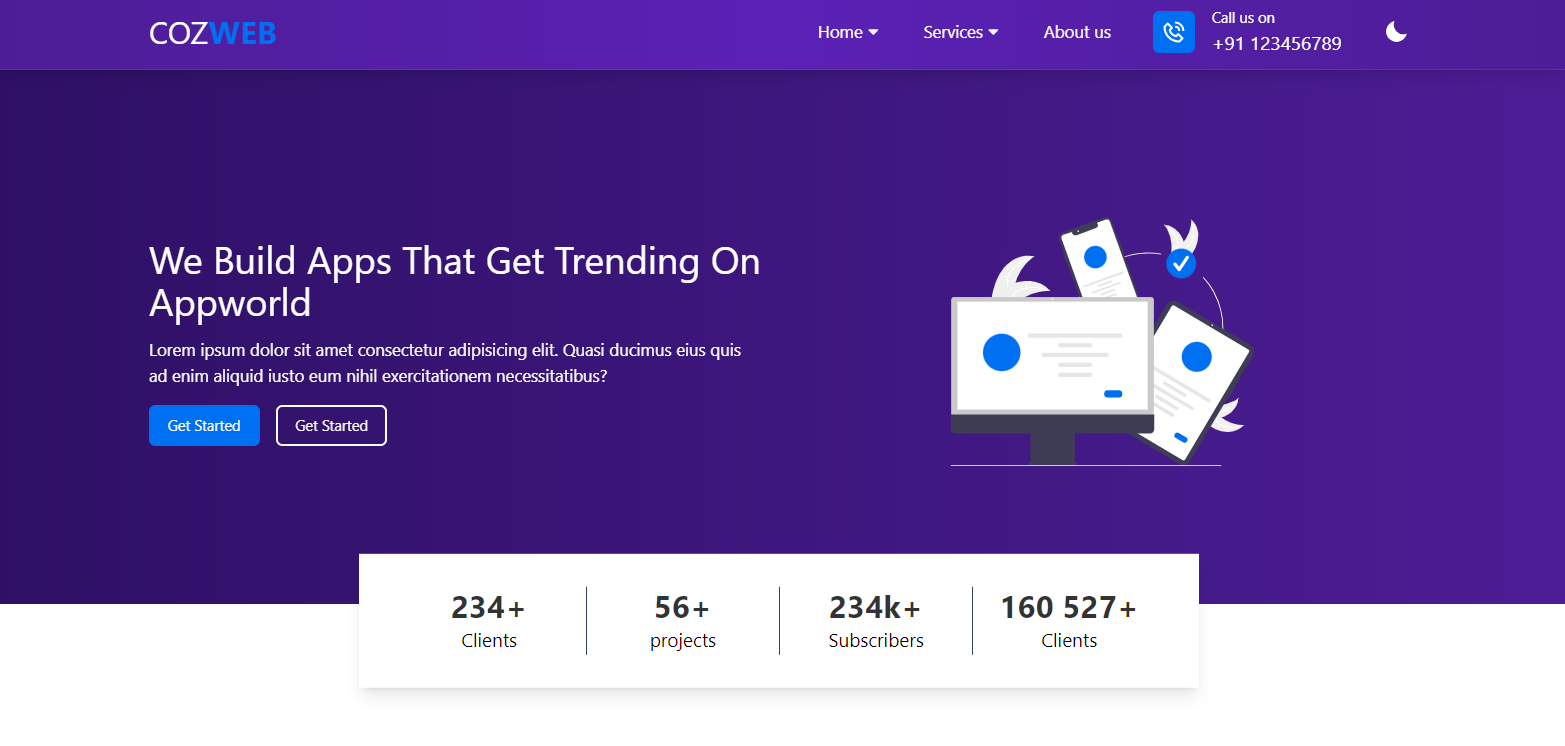 COZWEB
Home
Services
About us
Call us on
+91 123456789
We Build Apps That Get Trending On
Appworld
Lorem ipsum dolor sit amet consectetur adipisicing elit. Quasi ducimus eius quis
ad enim aliquid iusto eum nihil exercitationem necessitatibus?
Get Started
Get Started
234+
Clients
56+
projects
234k+
Subscribers
160 527+
Clients